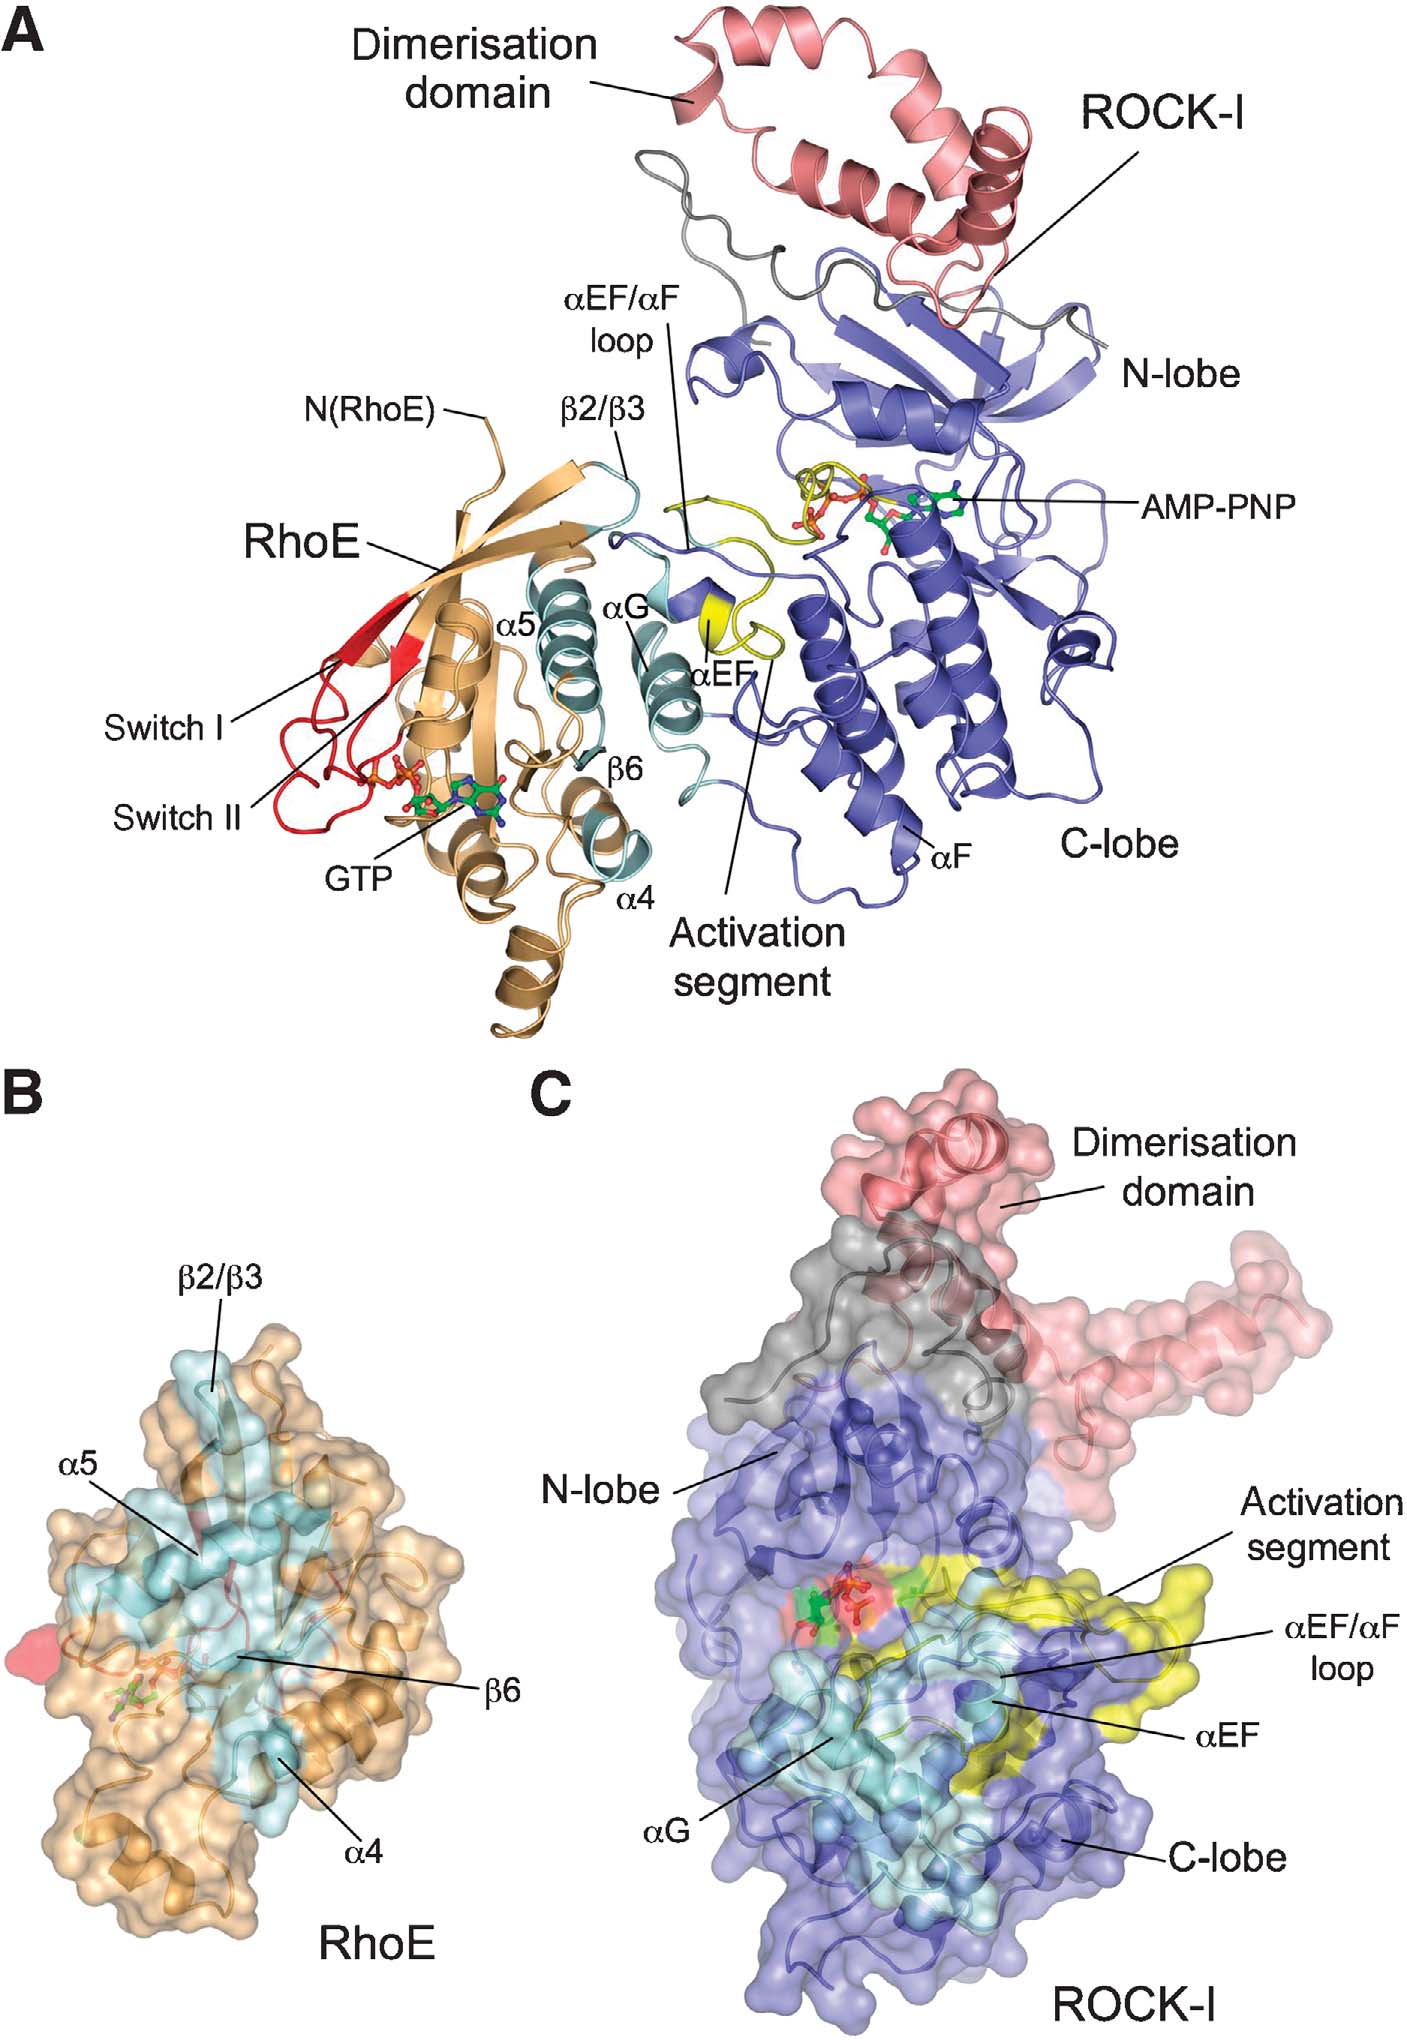 A
Dimerisation
domain
ROCK-I
αEF/αF
loop
N-lobe
N(RhoE)
β2/β3
AMP-PNP
RhoE
α5
αG
αEF
Switch I
β6
Switch II
C-lobe
αF
GTP
α4
Activation
segment
B
C
Dimerisation
domain
β2/β3
α5
N-lobe
Activation
segment
αEF/αF
loop
β6
αEF
αG
α4
C-lobe
RhoE
ROCK-I